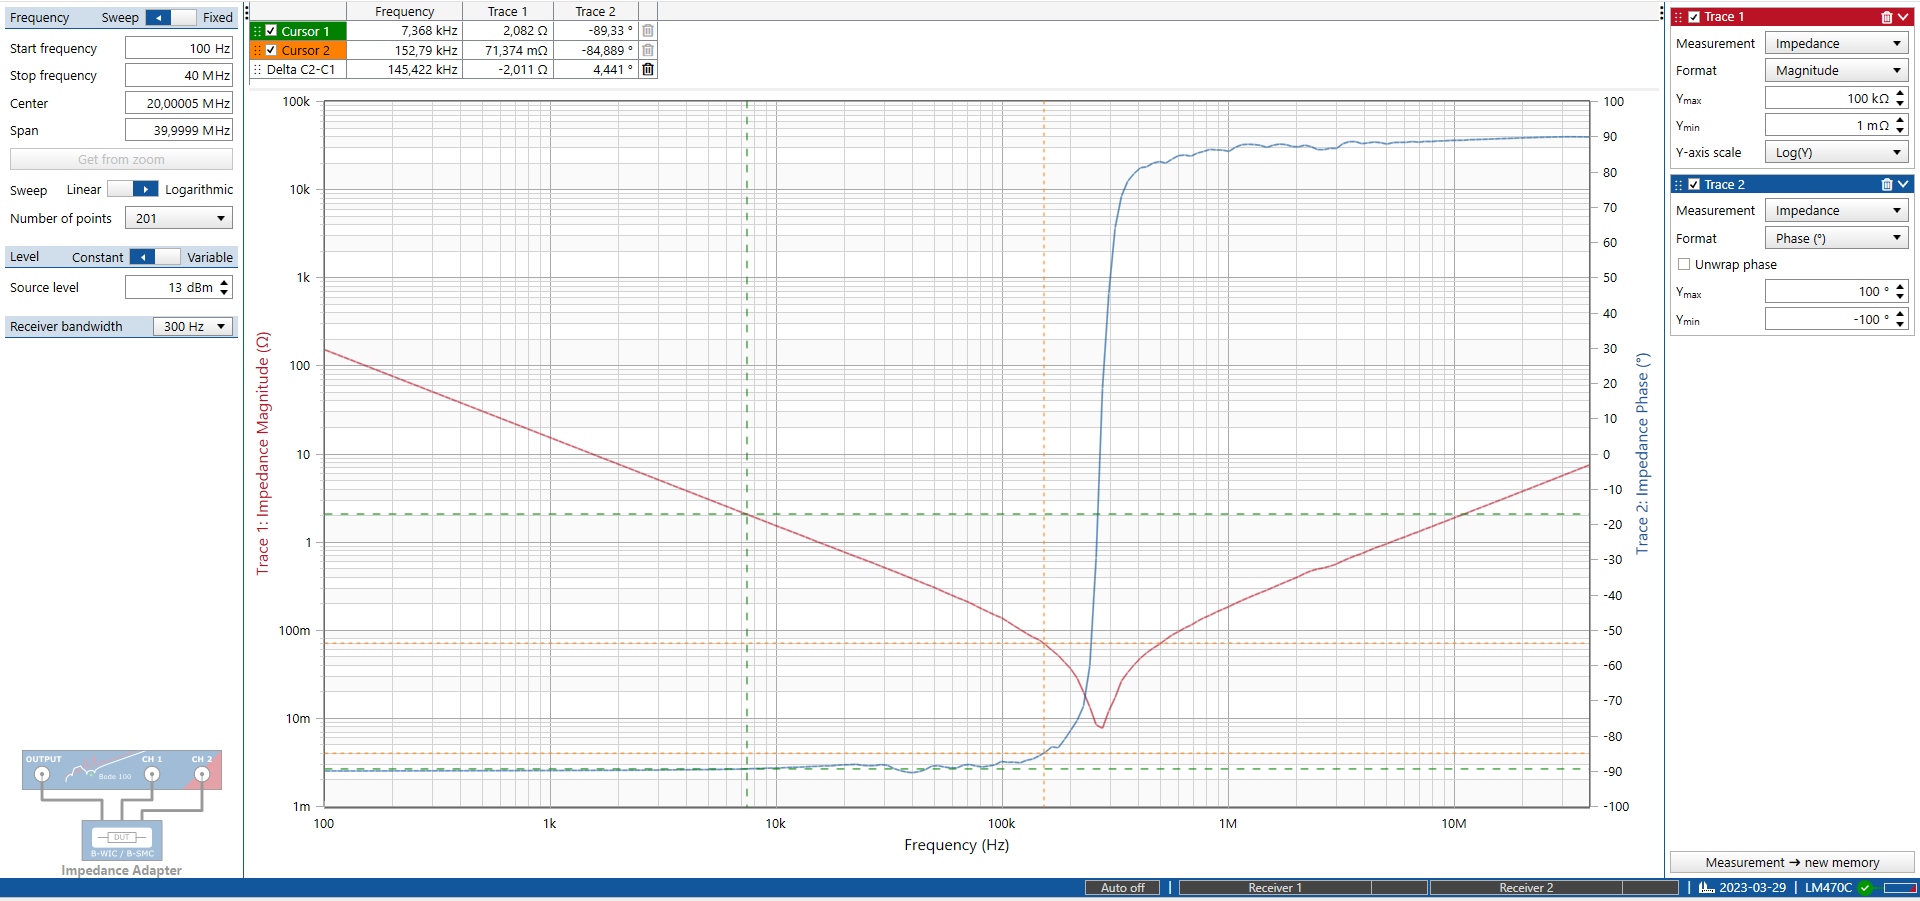 Frequency Sweep Fixed
Start frequency 100 Hz
Stop frequency 40 MHz
Center 20,00005 MHz
Span 39,9999 MHz
Get from zoom
Sweep Linear Logarithmic
Number of points 201
Level Constant Variable
Source level 13 dBm
Receiver bandwidth 300 Hz
OUTPUT CH 1 CH 2
Bode 100
DUT
B-WIC / B-SMC
Impedance Adapter
Frequency Trace 1 Trace 2
Cursor 1 7,368 kHz 2,082 Ω -89,33 °
Cursor 2 152,79 kHz 71,374 mΩ -84,889 °
Delta C2-C1 145,422 kHz -2,011 Ω 4,441 °
Trace 1: Impedance Magnitude (Ω)
100k
10k
1k
100
10
1
100m
10m
1m
100 1k 10k 100k 1M 10M
Frequency (Hz)
100
90
80
70
60
50
40
30
20
10
0
-10
-20
-30
-40
-50
-60
-70
-80
-90
-100
Trace 2: Impedance Phase (°)
Trace 1
Measurement Impedance
Format Magnitude
Ymax 100 kΩ
Ymin 1 mΩ
Y-axis scale Log(Y)
Trace 2
Measurement Impedance
Format Phase (°)
Unwrap phase
Ymax 100 °
Ymin -100 °
Measurement → new memory
Auto off | Receiver 1 Receiver 2 | 2023-03-29 | LM470C